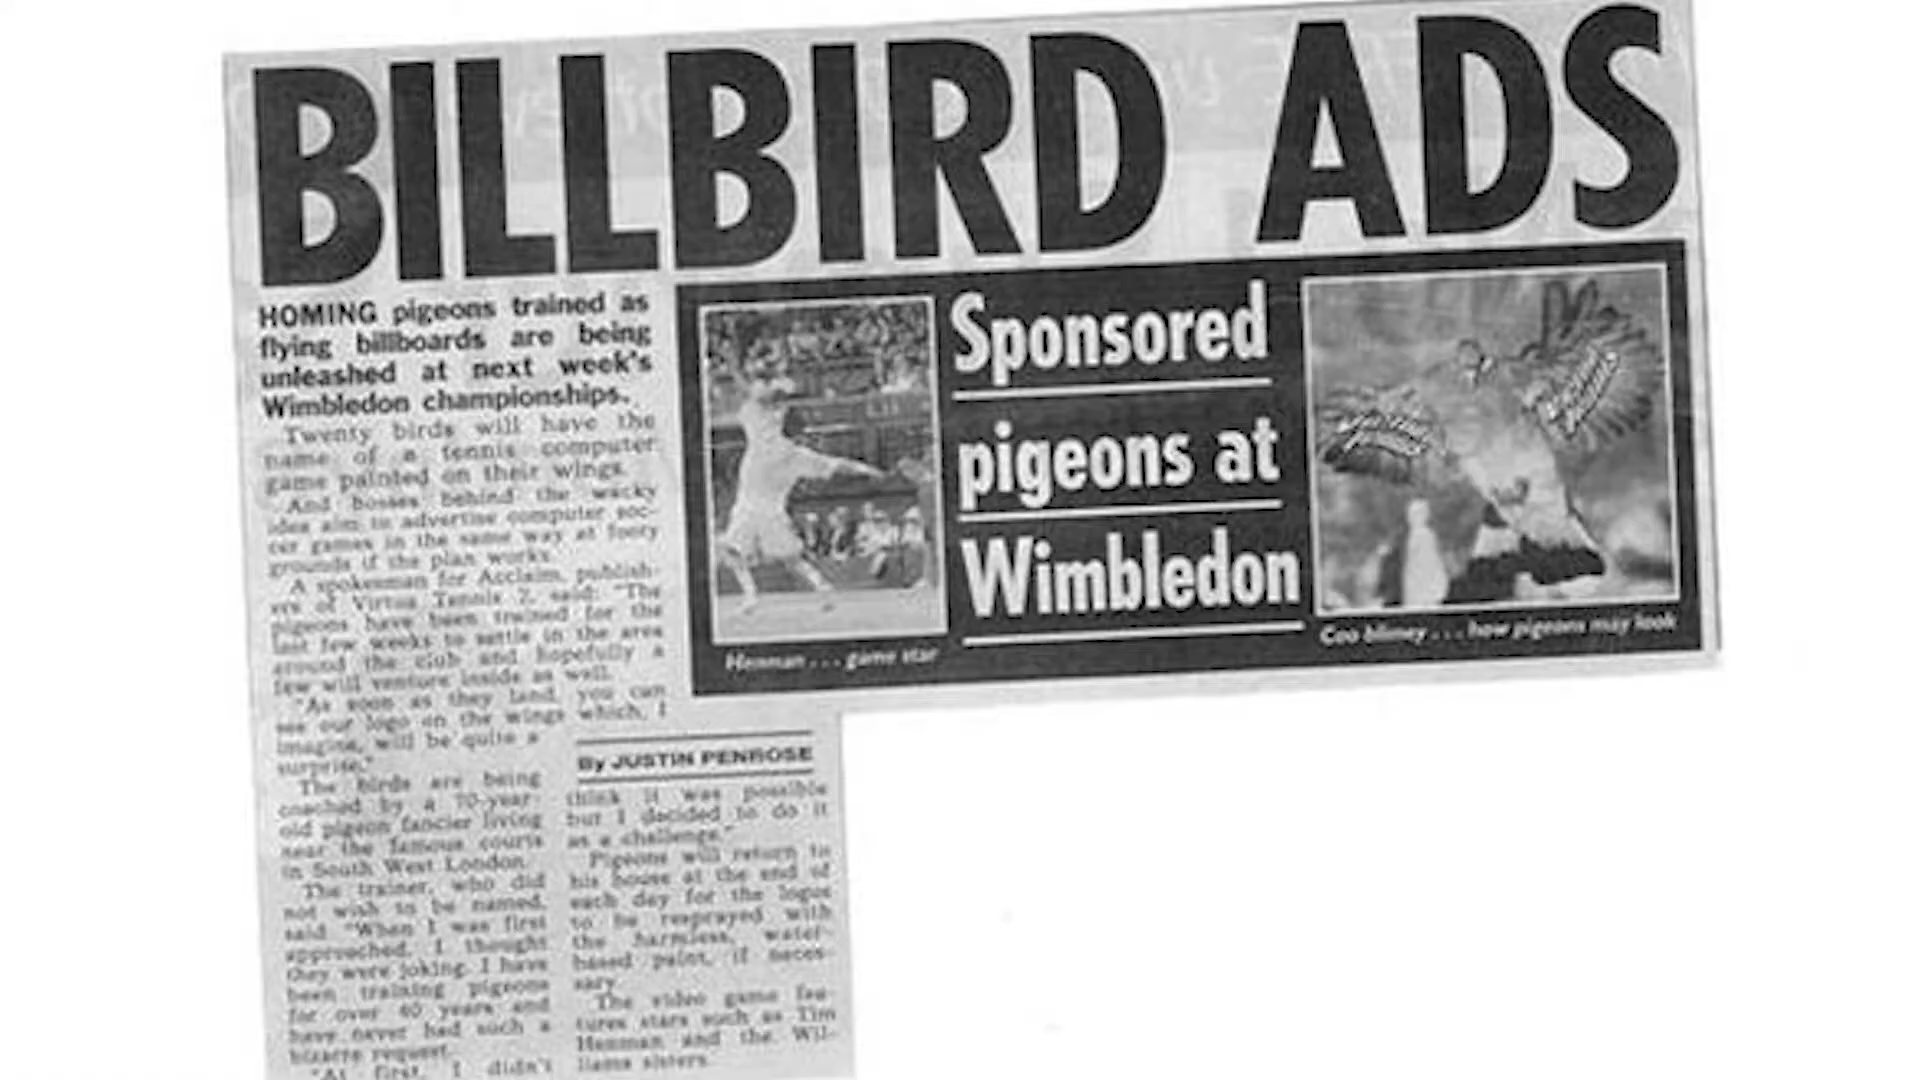 BILLBIRD ADS
HOMING pigeons trained as
flying billboards are being
unleashed at next week's
Wimbledon championships.
Twenty birds will have the
name of a tennis computer
game painted on their wings.
And bosses behind the wacky
idea aim to advertise computer soc-
cer games in the same way at footy
grounds if the plan works.
A spokesman for Acclaim, publish-
ers of Virtua Tennis 2, said: "The
pigeons have been trained for the
last few weeks to settle in the area
around the club and hopefully a
few will venture inside as well.
"As soon as they land, you can
see our logo on the wings which, I
imagine, will be quite a
surprise."
The birds are being
coached by a 70-year-
old pigeon fancier living
near the famous courts
in South West London.
The trainer, who did
not wish to be named,
said: "When I was first
approached, I thought
they were joking. I have
been training pigeons
for over 40 years and
have never had such a
bizarre request.
"At first, I didn't
By JUSTIN PENROSE
think it was possible
but I decided to do it
as a challenge."
Pigeons will return to
his house at the end of
each day for the logos
to be resprayed with
the harmless, water-
based paint, if neces-
sary.
The video game fea-
tures stars such as Tim
Henman and the Wil-
liams sisters.
Sponsored
pigeons at
Wimbledon
Henman . . . game star
Coo blimey . . . how pigeons may look